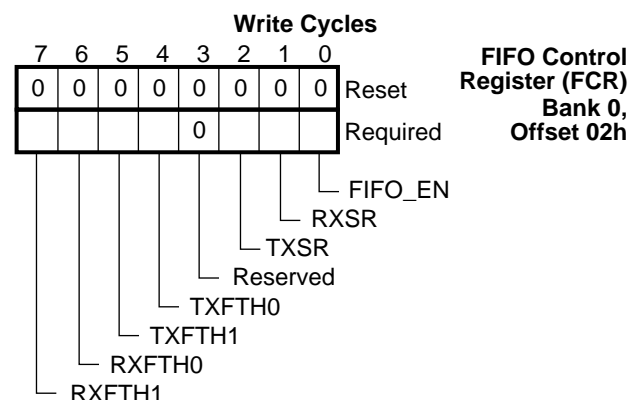 Write Cycles
7 6 5 4 3 2 1 0
0 0 0 0 0 0 0 0 Reset
0 Required
FIFO Control
Register (FCR)
Bank 0,
Offset 02h
FIFO_EN
RXSR
TXSR
Reserved
TXFTH0
TXFTH1
RXFTH0
RXFTH1